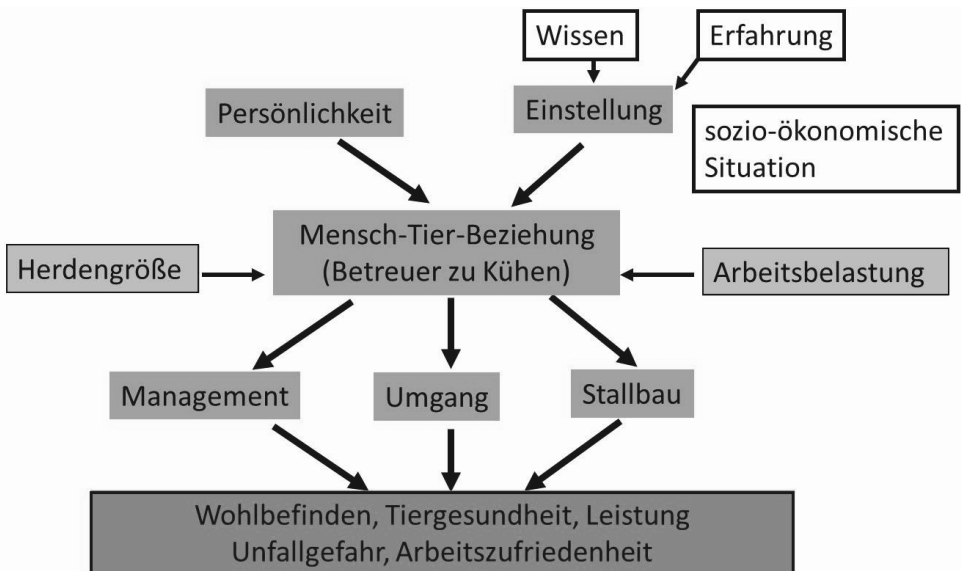 Wissen
Erfahrung
Persönlichkeit
Einstellung
sozio-ökonomische
Situation
Mensch-Tier-Beziehung
(Betreuer zu Kühen)
Herdengröße
Arbeitsbelastung
Management
Umgang
Stallbau
Wohlbefinden, Tiergesundheit, Leistung
Unfallgefahr, Arbeitszufriedenheit